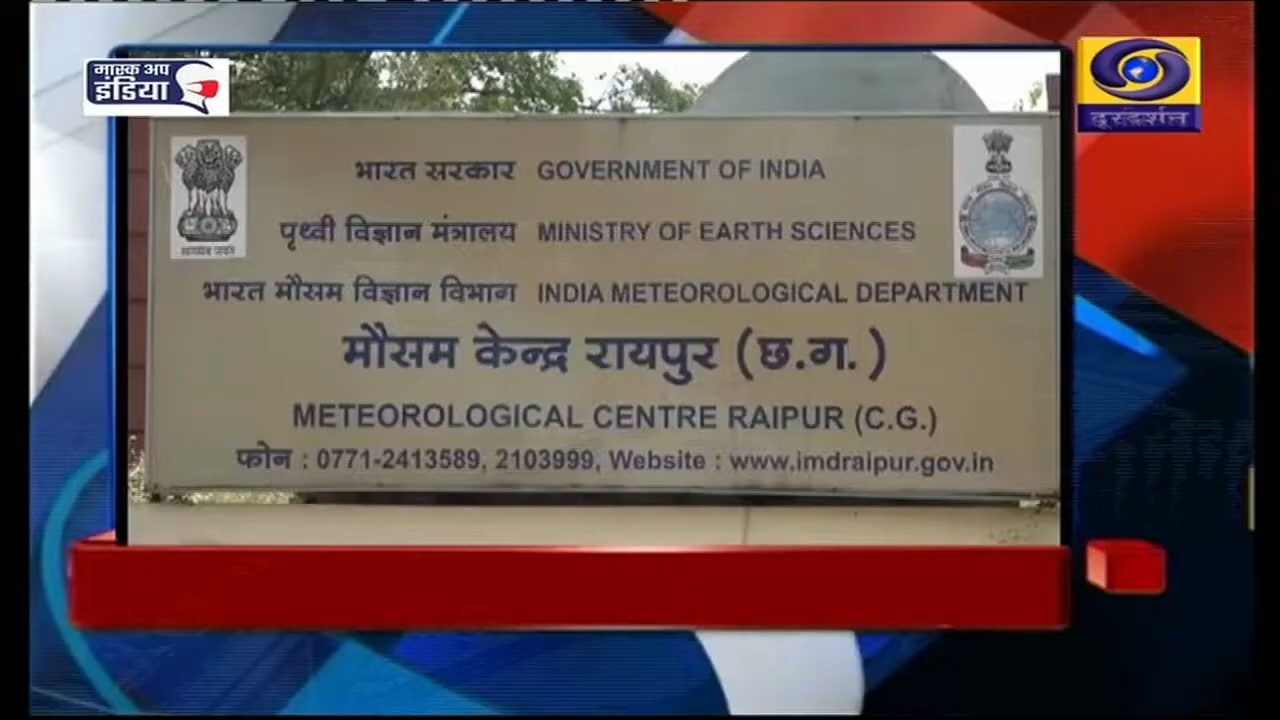 मास्क अप
इंडिया
दूरदर्शन
भारत सरकार GOVERNMENT OF INDIA
पृथ्वी विज्ञान मंत्रालय MINISTRY OF EARTH SCIENCES
भारत मौसम विज्ञान विभाग INDIA METEOROLOGICAL DEPARTMENT
मौसम केन्द्र रायपुर (छ.ग.)
METEOROLOGICAL CENTRE RAIPUR (C.G.)
फोन : 0771-2413589, 2103999, Website : www.imdraipur.gov.in